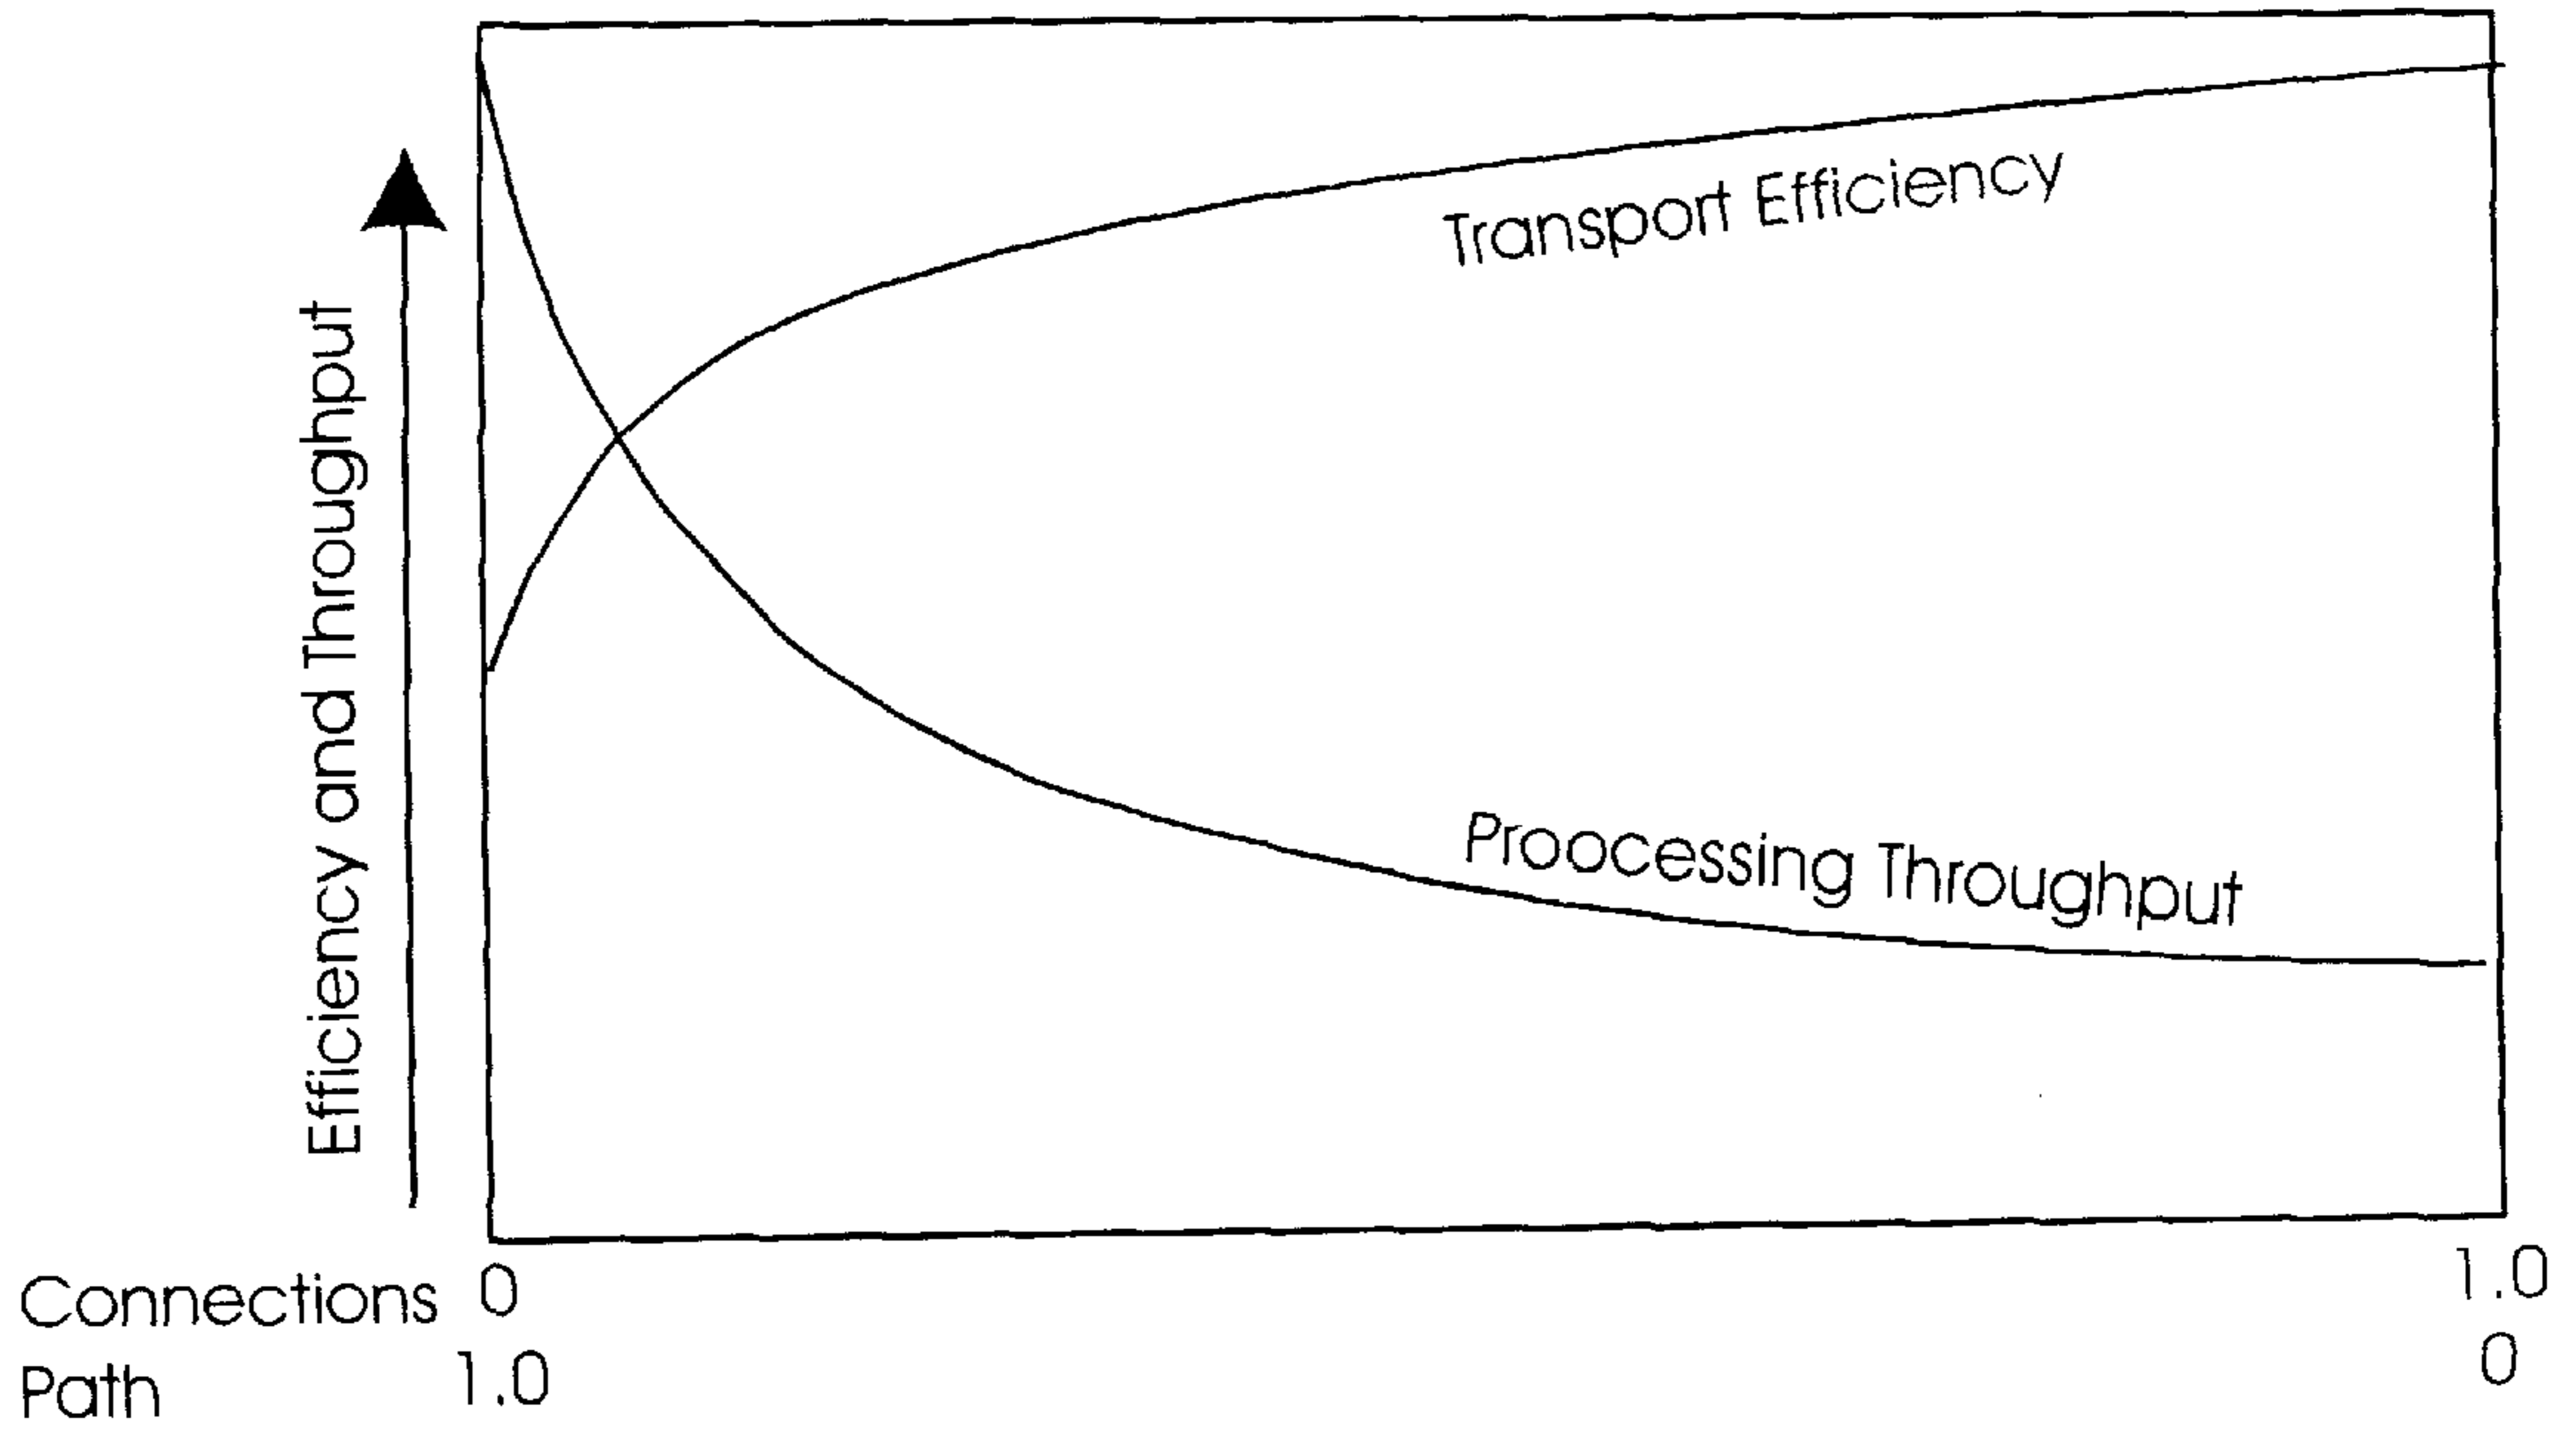 Efficiency and Throughput
Transport Efficiency
Proocessing Throughput
Connections 0 1.0
Path 1.0 0